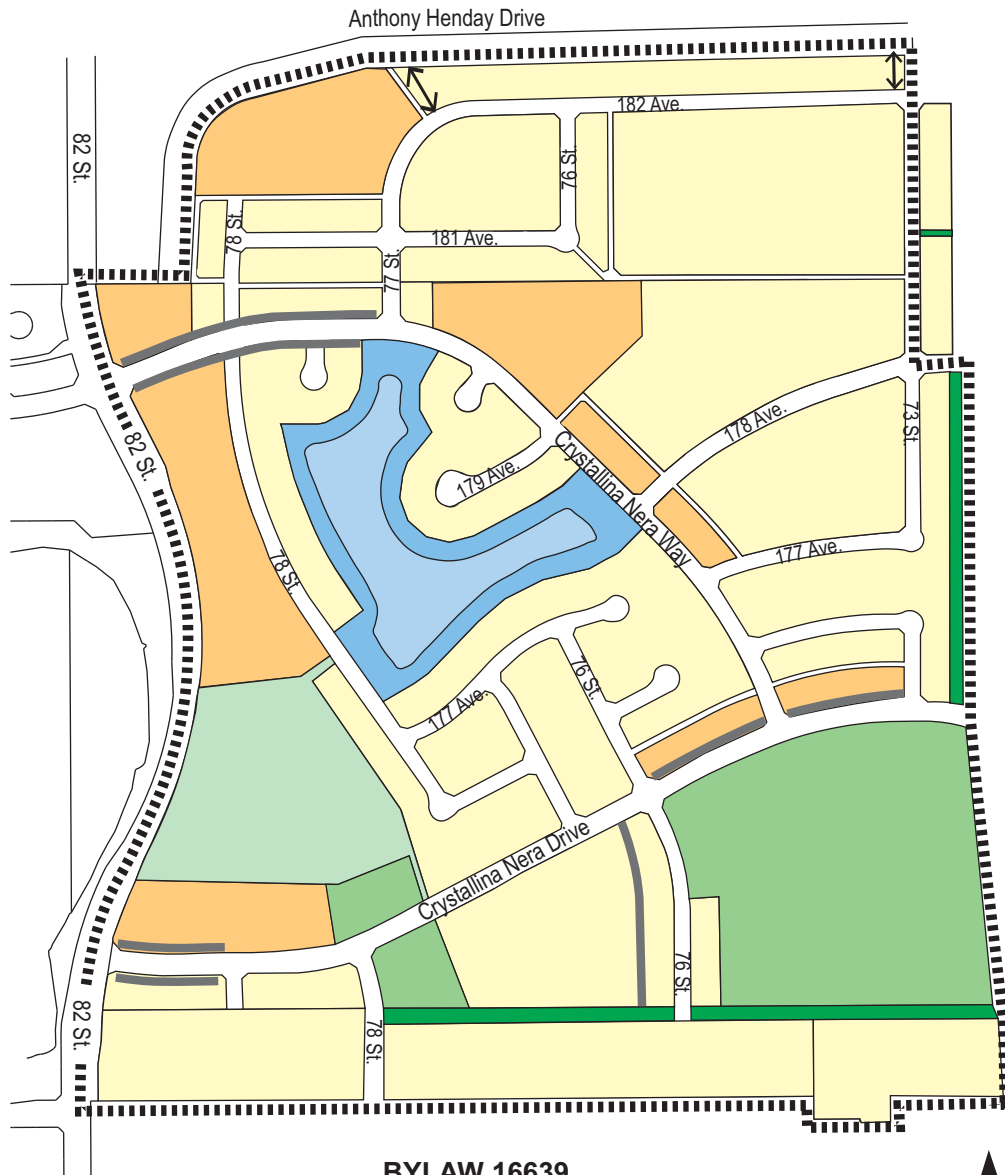 Anthony Henday Drive
182 Ave.
82 St.
76 St.
78 St.
181 Ave.
77 St.
73 St
178 Ave.
82 St.
Crystallina Nera Way
179 Ave.
177 Ave.
78 St.
76 St.
177 Ave.
Crystallina Nera Drive
76 St.
82 St.
78 St.
BYLAW 16639